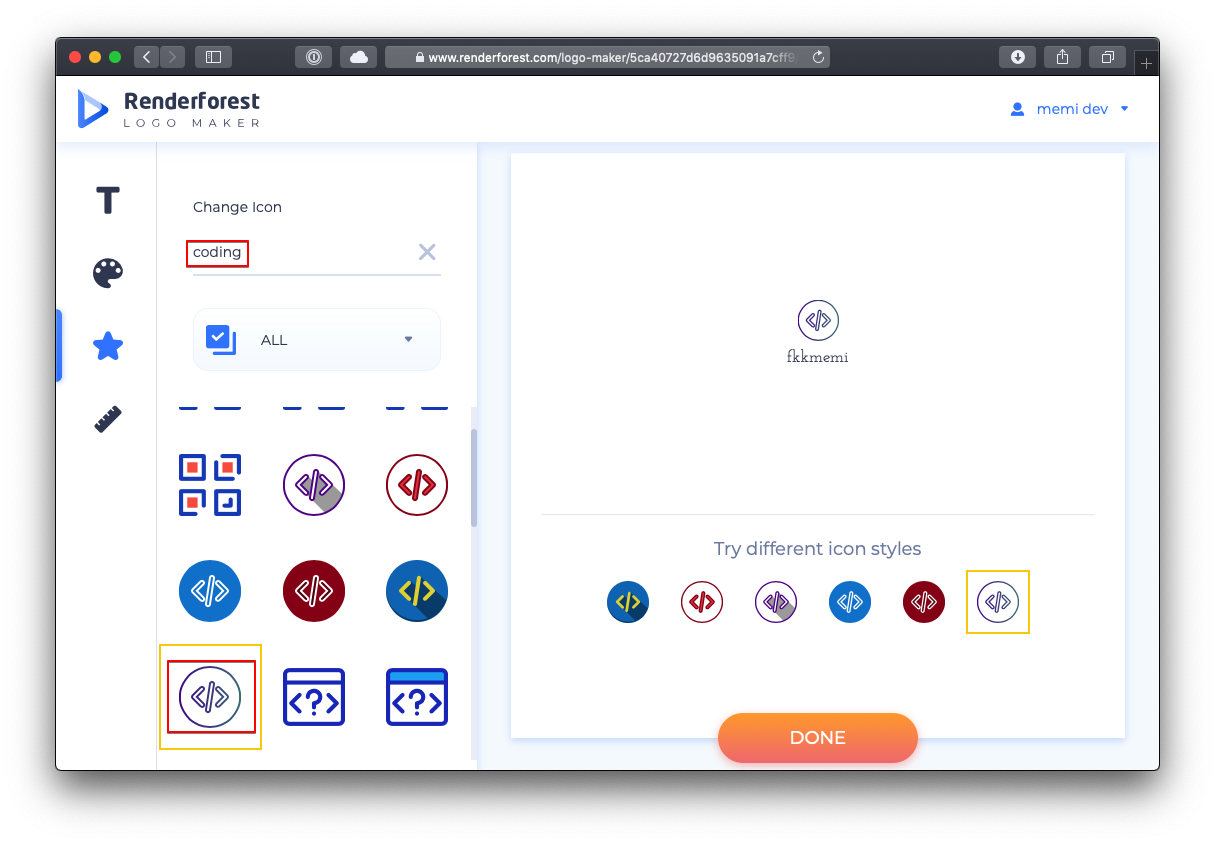 www.renderforest.com/logo-maker/5ca40727d6d9635091a7cff9
Renderforest
LOGO MAKER
memi dev
Change Icon
coding
ALL
fkkmemi
Try different icon styles
DONE